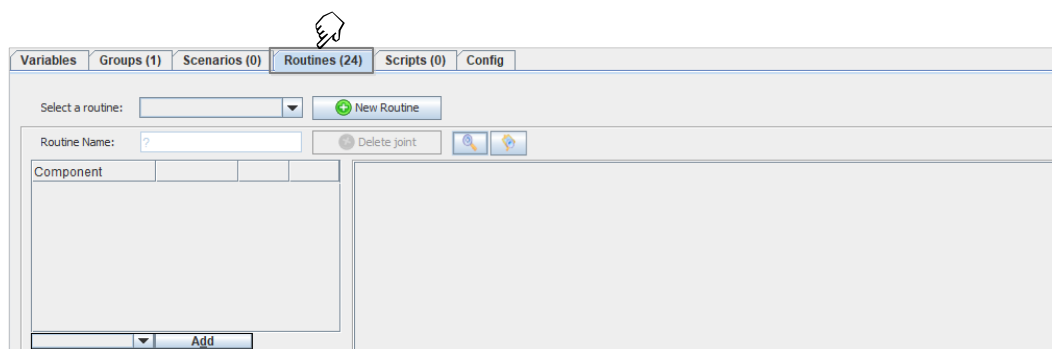 Variables Groups (1) Scenarios (0) Routines (24) Scripts (0) Config
Select a routine: New Routine
Routine Name: ? Delete joint
Component
Add